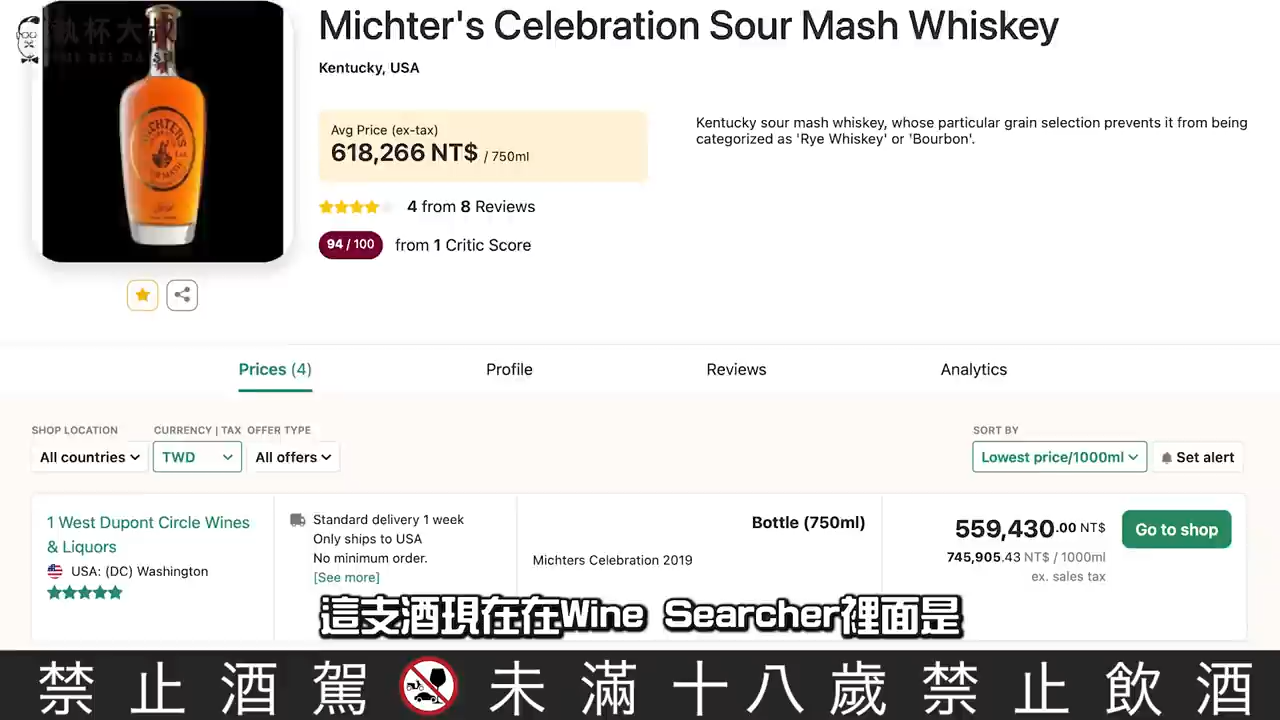 Michter's Celebration Sour Mash Whiskey
Kentucky, USA
Avg Price (ex-tax)
618,266 NT$ / 750ml
Kentucky sour mash whiskey, whose particular grain selection prevents it from being
categorized as 'Rye Whiskey' or 'Bourbon'.
4 from 8 Reviews
94 / 100 from 1 Critic Score
Prices (4)
Profile
Reviews
Analytics
SHOP LOCATION
CURRENCY | TAX
OFFER TYPE
SORT BY
All countries
TWD
All offers
Lowest price/1000ml
Set alert
1 West Dupont Circle Wines
& Liquors
USA: (DC) Washington
Standard delivery 1 week
Only ships to USA
No minimum order.
[See more]
Bottle (750ml)
Michters Celebration 2019
559,430.00 NT$
745,905.43 NT$ / 1000ml
ex. sales tax
Go to shop
這支酒現在在Wine Searcher裡面是
禁止酒駕 未滿十八歲禁止飲酒